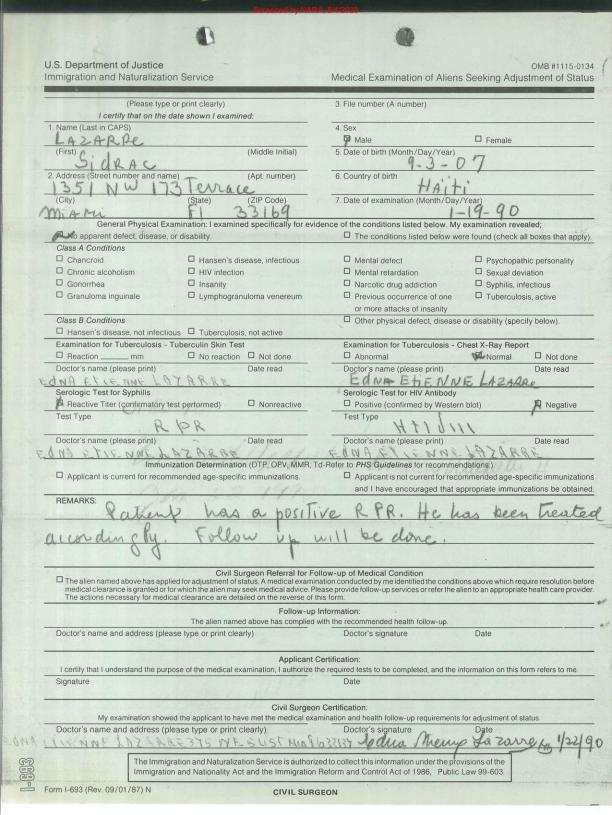 U.S. Department of Justice
Immigration and Naturalization Service
OMB #1115-0134
Medical Examination of Aliens Seeking Adjustment of Status
(Please type or print clearly)
I certify that on the date shown I examined:
3. File number (A number)
1. Name (Last in CAPS)
LAZARRE
(First) (Middle Initial)
SidRAC
4. Sex
Male Female
5. Date of birth (Month/Day/Year)
9-3-07
2. Address (Street number and name) (Apt. number)
1351 NW 173 Terrace
6. Country of birth
HAiti
(City) (State) (ZIP Code)
MiAMi Fl 33169
7. Date of examination (Month/Day/Year)
1-19-90
General Physical Examination: I examined specifically for evidence of the conditions listed below. My examination revealed;
No apparent defect, disease, or disability. The conditions listed below were found (check all boxes that apply).
Class A Conditions
Chancroid Hansen's disease, infectious Mental defect Psychopathic personality
Chronic alcoholism HIV infection Mental retardation Sexual deviation
Gonorrhea Insanity Narcotic drug addiction Syphilis, infectious
Granuloma inguinale Lymphogranuloma venereum Previous occurrence of one Tuberculosis, active
or more attacks of insanity
Class B Conditions
Other physical defect, disease or disability (specify below).
Hansen's disease, not infectious Tuberculosis, not active
Examination for Tuberculosis - Tuberculin Skin Test
Reaction mm No reaction Not done
Doctor's name (please print) Date read
EDNA ETIENNE LAZARRE
Examination for Tuberculosis - Chest X-Ray Report
Abnormal Normal Not done
Doctor's name (please print) Date read
EDNA EtiENNE LAZARRE
Serologic Test for Syphilis
Reactive Titer (confirmatory test performed) Nonreactive
Test Type
RPR
Doctor's name (please print) Date read
EDNA ETIENNE LAZARRE
Serologic Test for HIV Antibody
Positive (confirmed by Western blot) Negative
Test Type
Doctor's name (please print) Date read
EDNA ETIENNE LAZARRE
Immunization Determination (DTP, OPV, MMR, Td-Refer to PHS Guidelines for recommendations.)
Applicant is current for recommended age-specific immunizations.
Applicant is not current for recommended age-specific immunizations
and I have encouraged that appropriate immunizations be obtained.
REMARKS:
Patient has a positive RPR. He has been treated
accordingly. Follow up will be done.
Civil Surgeon Referral for Follow-up of Medical Condition
The alien named above has applied for adjustment of status. A medical examination conducted by me identified the conditions above which require resolution before
medical clearance is granted or for which the alien may seek medical advice. Please provide follow-up services or refer the alien to an appropriate health care provider.
The actions necessary for medical clearance are detailed on the reverse of this form.
Follow-up Information:
The alien named above has complied with the recommended health follow-up.
Doctor's name and address (please type or print clearly) Doctor's signature Date
Applicant Certification:
I certify that I understand the purpose of the medical examination, I authorize the required tests to be completed, and the information on this form refers to me.
Signature Date
Civil Surgeon Certification:
My examination showed the applicant to have met the medical examination and health follow-up requirements for adjustment of status.
Doctor's name and address (please type or print clearly) Doctor's signature Date
EDNA ETIENNE LAZARRE Lazarre 1/22/90
The Immigration and Naturalization Service is authorized to collect this information under the provisions of the
Immigration and Nationality Act and the Immigration Reform and Control Act of 1986, Public Law 99-603.
I-693
Form I-693 (Rev. 09/01/87) N
CIVIL SURGEON